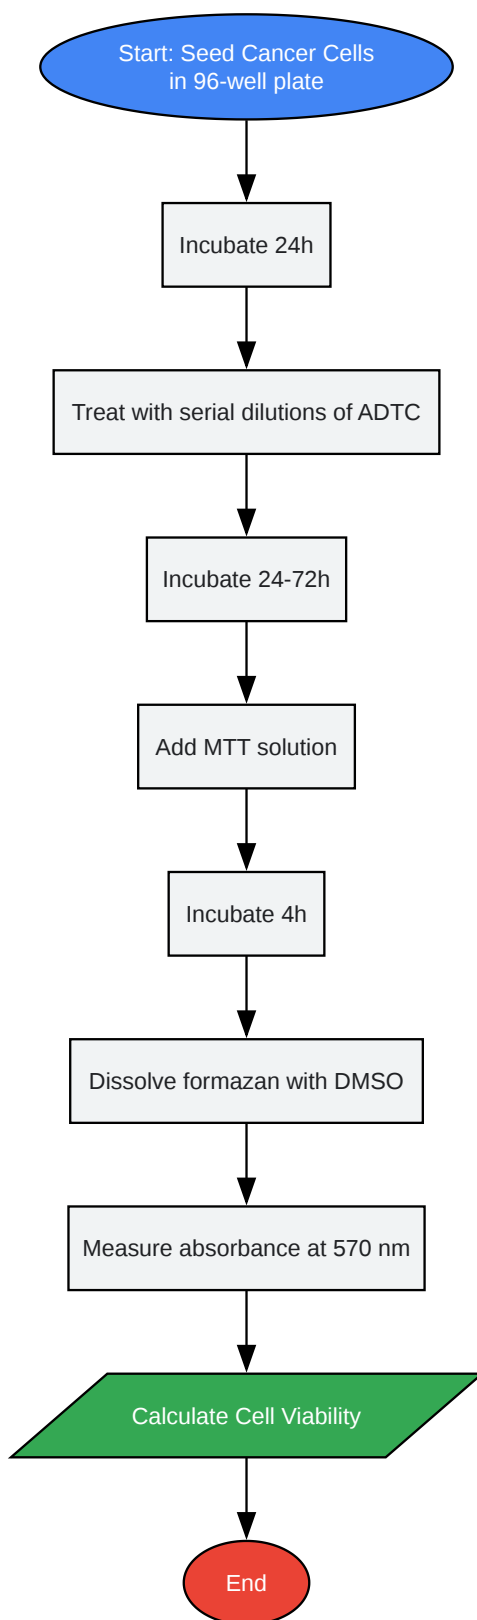 Start: Seed Cancer Cells
in 96-well plate
Incubate 24h
Treat with serial dilutions of ADTC
Incubate 24-72h
Add MTT solution
Incubate 4h
Dissolve formazan with DMSO
Measure absorbance at 570 nm
Calculate Cell Viability
End